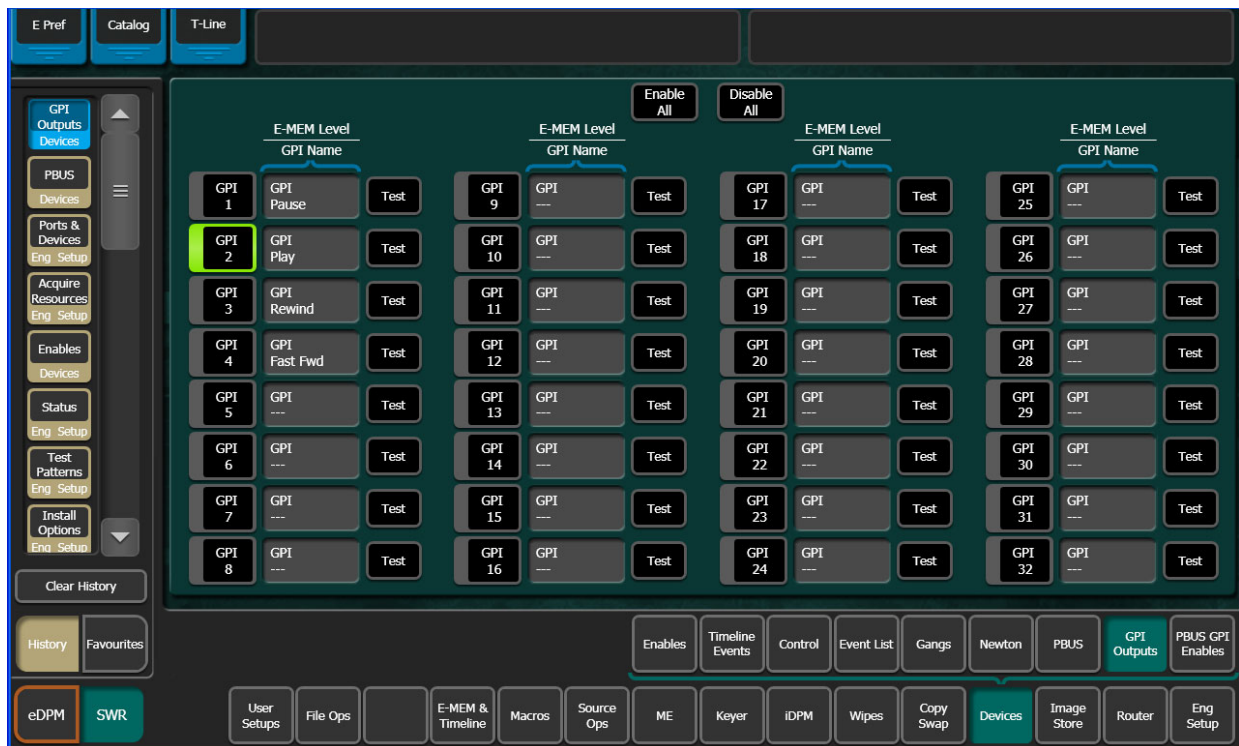 E Pref
Catalog
T-Line
GPI
Outputs
Devices
PBUS
Devices
Ports &
Devices
Eng Setup
Acquire
Resources
Eng Setup
Enables
Devices
Status
Eng Setup
Test
Patterns
Eng Setup
Install
Options
Eng Setup
Clear History
History
Favourites
eDPM
SWR
Enable
All
Disable
All
E-MEM Level
GPI Name
GPI
1
GPI
Pause
Test
GPI
2
GPI
Play
Test
GPI
3
GPI
Rewind
Test
GPI
4
GPI
Fast Fwd
Test
GPI
5
GPI
---
Test
GPI
6
GPI
---
Test
GPI
7
GPI
---
Test
GPI
8
GPI
---
Test
E-MEM Level
GPI Name
GPI
9
GPI
---
Test
GPI
10
GPI
---
Test
GPI
11
GPI
---
Test
GPI
12
GPI
---
Test
GPI
13
GPI
---
Test
GPI
14
GPI
---
Test
GPI
15
GPI
---
Test
GPI
16
GPI
---
Test
E-MEM Level
GPI Name
GPI
17
GPI
---
Test
GPI
18
GPI
---
Test
GPI
19
GPI
---
Test
GPI
20
GPI
---
Test
GPI
21
GPI
---
Test
GPI
22
GPI
---
Test
GPI
23
GPI
---
Test
GPI
24
GPI
---
Test
E-MEM Level
GPI Name
GPI
25
GPI
---
Test
GPI
26
GPI
---
Test
GPI
27
GPI
---
Test
GPI
28
GPI
---
Test
GPI
29
GPI
---
Test
GPI
30
GPI
---
Test
GPI
31
GPI
---
Test
GPI
32
GPI
---
Test
Enables
Timeline
Events
Control
Event List
Gangs
Newton
PBUS
GPI
Outputs
PBUS GPI
Enables
User
Setups
File Ops
E-MEM &
Timeline
Macros
Source
Ops
ME
Keyer
iDPM
Wipes
Copy
Swap
Devices
Image
Store
Router
Eng
Setup